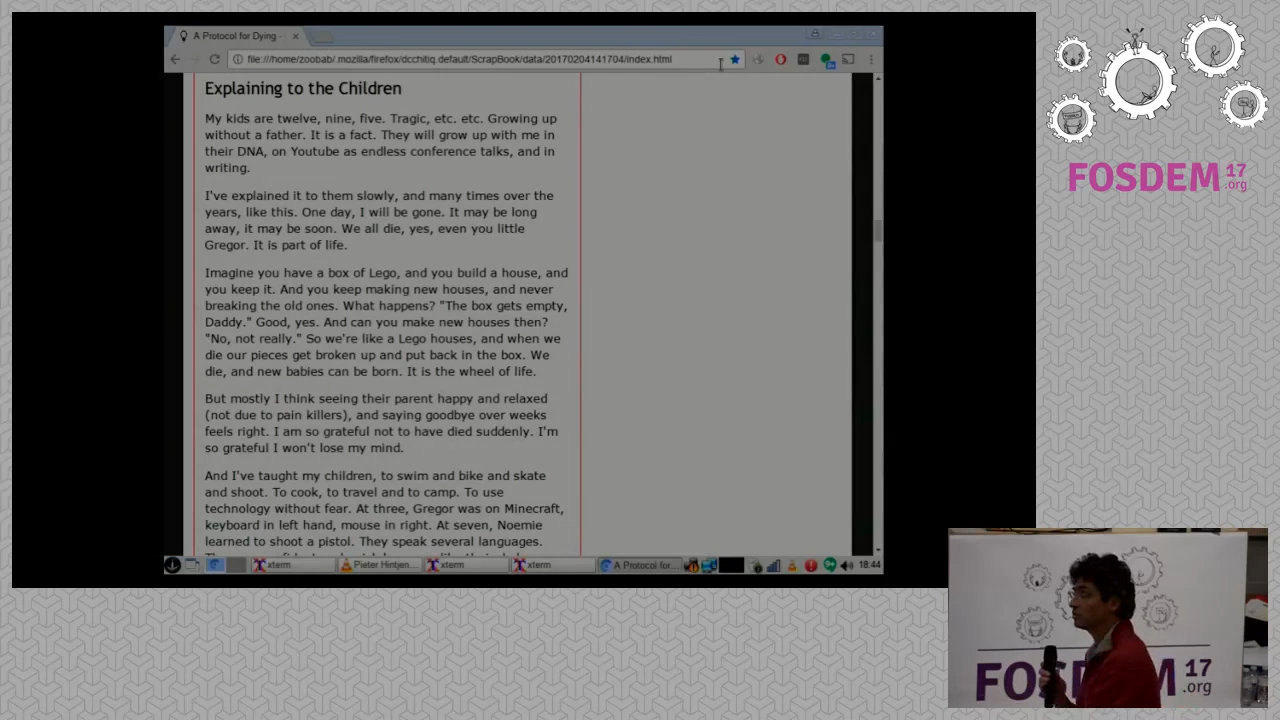 A Protocol for Dying -
file:///home/zoobab/.mozilla/firefox/dcchitiq.default/ScrapBook/data/20170204141704/index.html
Explaining to the Children
My kids are twelve, nine, five. Tragic, etc. etc. Growing up
without a father. It is a fact. They will grow up with me in
their DNA, on Youtube as endless conference talks, and in
writing.
I've explained it to them slowly, and many times over the
years, like this. One day, I will be gone. It may be long
away, it may be soon. We all die, yes, even you little
Gregor. It is part of life.
Imagine you have a box of Lego, and you build a house, and
you keep it. And you keep making new houses, and never
breaking the old ones. What happens? "The box gets empty,
Daddy." Good, yes. And can you make new houses then?
"No, not really." So we're like a Lego houses, and when we
die our pieces get broken up and put back in the box. We
die, and new babies can be born. It is the wheel of life.
But mostly I think seeing their parent happy and relaxed
(not due to pain killers), and saying goodbye over weeks
feels right. I am so grateful not to have died suddenly. I'm
so grateful I won't lose my mind.
And I've taught my children, to swim and bike and skate
and shoot. To cook, to travel and to camp. To use
technology without fear. At three, Gregor was on Minecraft,
keyboard in left hand, mouse in right. At seven, Noemie
learned to shoot a pistol. They speak several languages.
xterm
Pieter Hintjen...
xterm
xterm
A Protocol for...
18:44
FOSDEM 17
.org
FOSDEM 17
.org